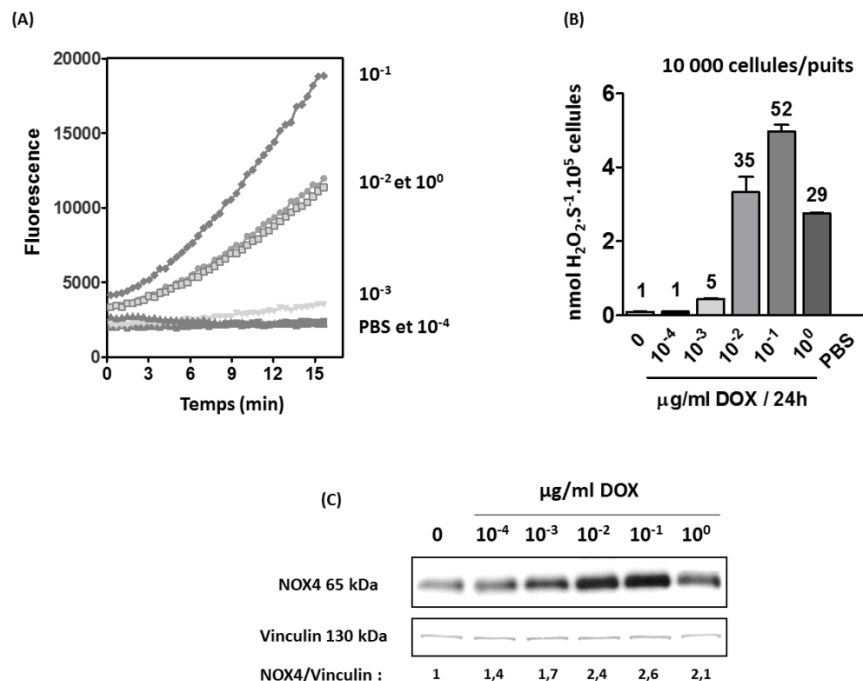 (A)
20000
15000
10000
5000
0
Fluorescence
0 3 6 9 12 15
Temps (min)
10⁻¹
10⁻² et 10⁰
10⁻³
PBS et 10⁻⁴
(B)
10 000 cellules/puits
6
4
2
0
nmol H₂O₂.S⁻¹.10⁵ cellules
1 1 5 35 52 29
0 10⁻⁴ 10⁻³ 10⁻² 10⁻¹ 10⁰ PBS
µg/ml DOX / 24h
(C)
µg/ml DOX
0 10⁻⁴ 10⁻³ 10⁻² 10⁻¹ 10⁰
NOX4 65 kDa
Vinculin 130 kDa
NOX4/Vinculin : 1 1,4 1,7 2,4 2,6 2,1